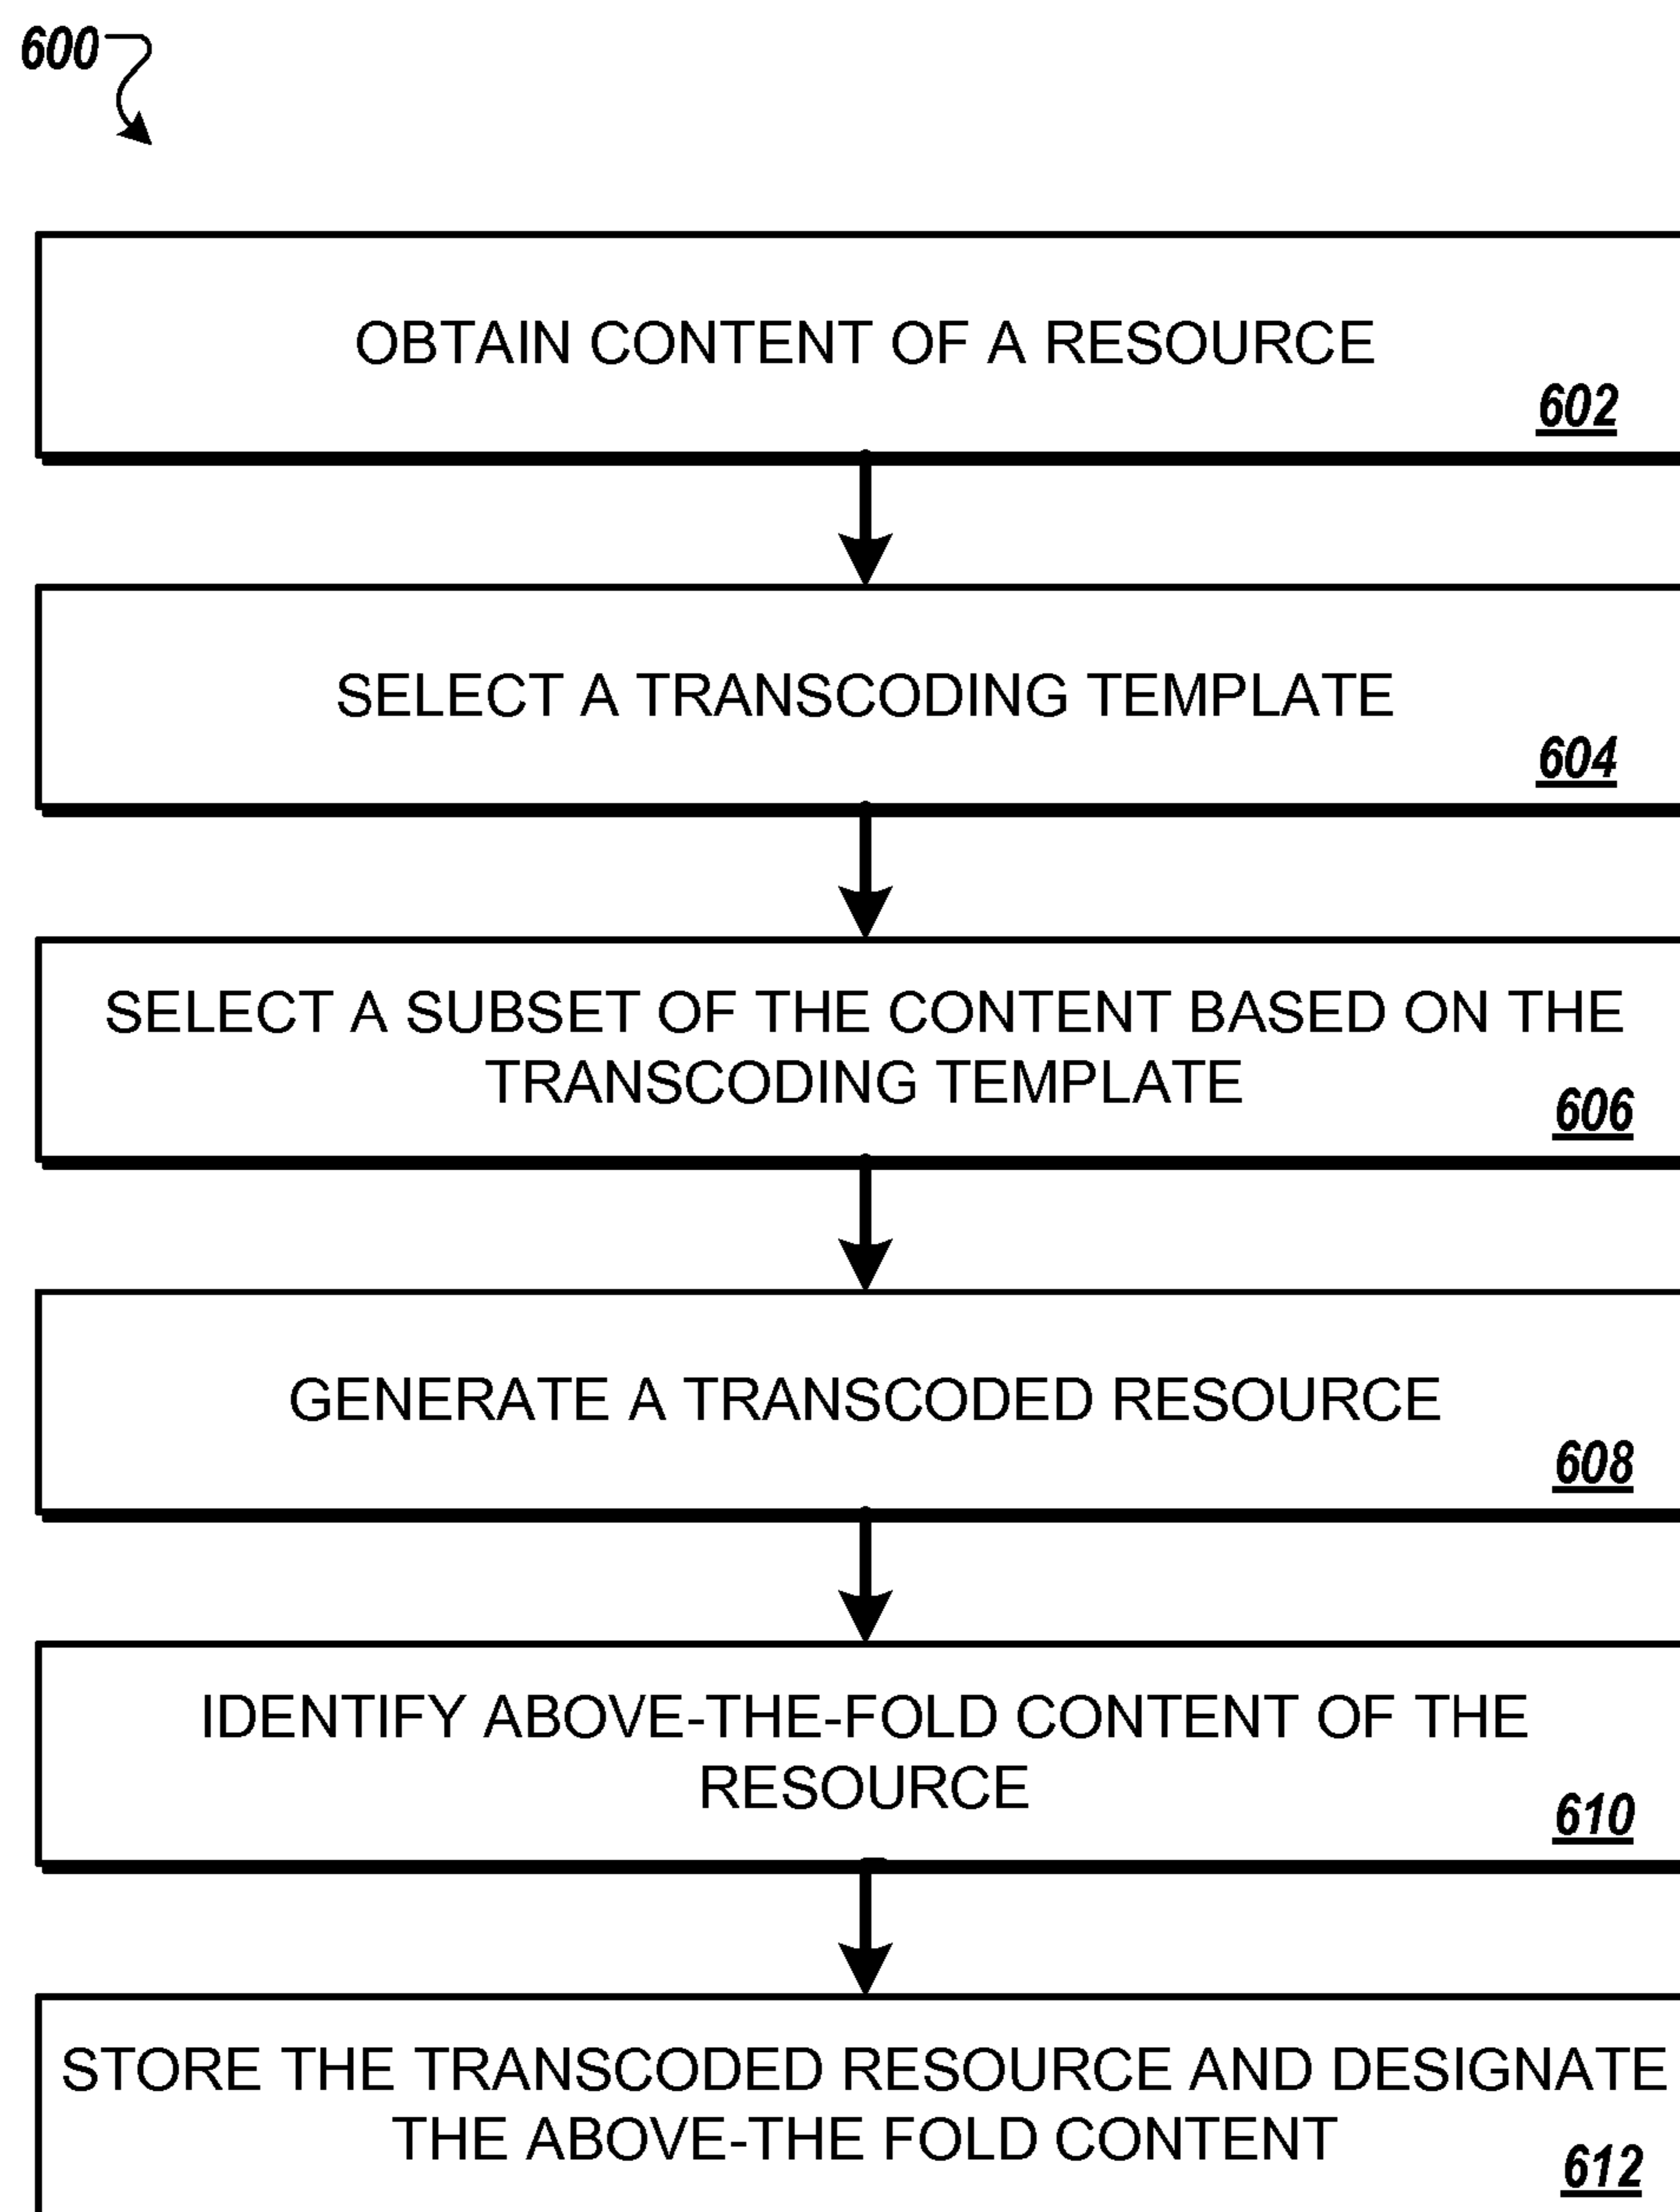 600
OBTAIN CONTENT OF A RESOURCE
602
SELECT A TRANSCODING TEMPLATE
604
SELECT A SUBSET OF THE CONTENT BASED ON THE
TRANSCODING TEMPLATE
606
GENERATE A TRANSCODED RESOURCE
608
IDENTIFY ABOVE-THE-FOLD CONTENT OF THE
RESOURCE
610
STORE THE TRANSCODED RESOURCE AND DESIGNATE
THE ABOVE-THE FOLD CONTENT
612